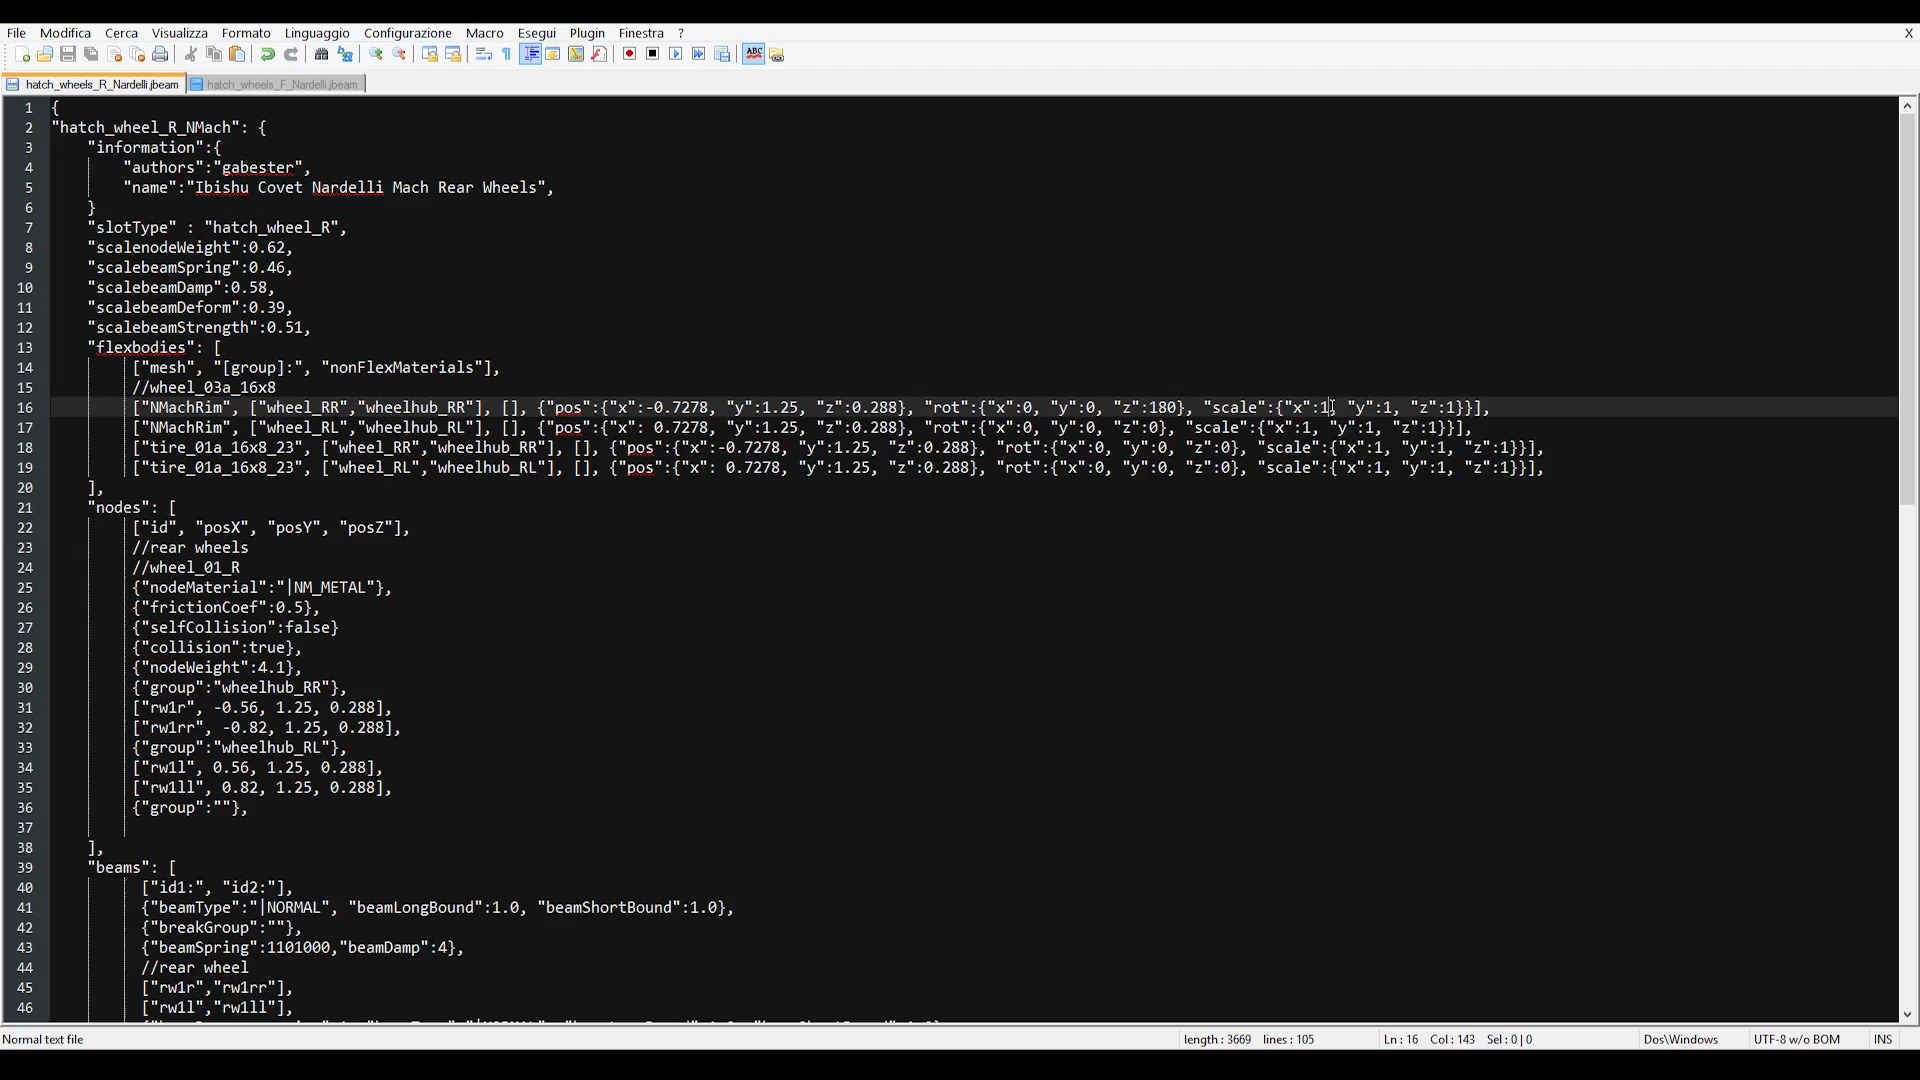 File Modifica Cerca Visualizza Formato Linguaggio Configurazione Macro Esegui Plugin Finestra ? X
hatch_wheels_R_Nardelli.jbeam hatch_wheels_F_Nardelli.jbeam
1 {
2 "hatch_wheel_R_NMach": {
3 "information":{
4 "authors":"gabester",
5 "name":"Ibishu Covet Nardelli Mach Rear Wheels",
6 }
7 "slotType" : "hatch_wheel_R",
8 "scalenodeWeight":0.62,
9 "scalebeamSpring":0.46,
10 "scalebeamDamp":0.58,
11 "scalebeamDeform":0.39,
12 "scalebeamStrength":0.51,
13 "flexbodies": [
14 ["mesh", "[group]:", "nonFlexMaterials"],
15 //wheel_03a_16x8
16 ["NMachRim", ["wheel_RR","wheelhub_RR"], [], {"pos":{"x":-0.7278, "y":1.25, "z":0.288}, "rot":{"x":0, "y":0, "z":180}, "scale":{"x":1, "y":1, "z":1}}],
17 ["NMachRim", ["wheel_RL","wheelhub_RL"], [], {"pos":{"x": 0.7278, "y":1.25, "z":0.288}, "rot":{"x":0, "y":0, "z":0}, "scale":{"x":1, "y":1, "z":1}}],
18 ["tire_01a_16x8_23", ["wheel_RR","wheelhub_RR"], [], {"pos":{"x":-0.7278, "y":1.25, "z":0.288}, "rot":{"x":0, "y":0, "z":0}, "scale":{"x":1, "y":1, "z":1}}],
19 ["tire_01a_16x8_23", ["wheel_RL","wheelhub_RL"], [], {"pos":{"x": 0.7278, "y":1.25, "z":0.288}, "rot":{"x":0, "y":0, "z":0}, "scale":{"x":1, "y":1, "z":1}}],
20 ],
21 "nodes": [
22 ["id", "posX", "posY", "posZ"],
23 //rear wheels
24 //wheel_01_R
25 {"nodeMaterial":"|NM_METAL"},
26 {"frictionCoef":0.5},
27 {"selfCollision":false}
28 {"collision":true},
29 {"nodeWeight":4.1},
30 {"group":"wheelhub_RR"},
31 ["rw1r", -0.56, 1.25, 0.288],
32 ["rw1rr", -0.82, 1.25, 0.288],
33 {"group":"wheelhub_RL"},
34 ["rw1l", 0.56, 1.25, 0.288],
35 ["rw1ll", 0.82, 1.25, 0.288],
36 {"group":""},
37
38 ],
39 "beams": [
40 ["id1:", "id2:"],
41 {"beamType":"|NORMAL", "beamLongBound":1.0, "beamShortBound":1.0},
42 {"breakGroup":""},
43 {"beamSpring":1101000,"beamDamp":4},
44 //rear wheel
45 ["rw1r","rw1rr"],
46 ["rw1l","rw1ll"],
Normal text file length : 3669 lines : 105 Ln : 16 Col : 143 Sel : 0 | 0 Dos\Windows UTF-8 w/o BOM INS